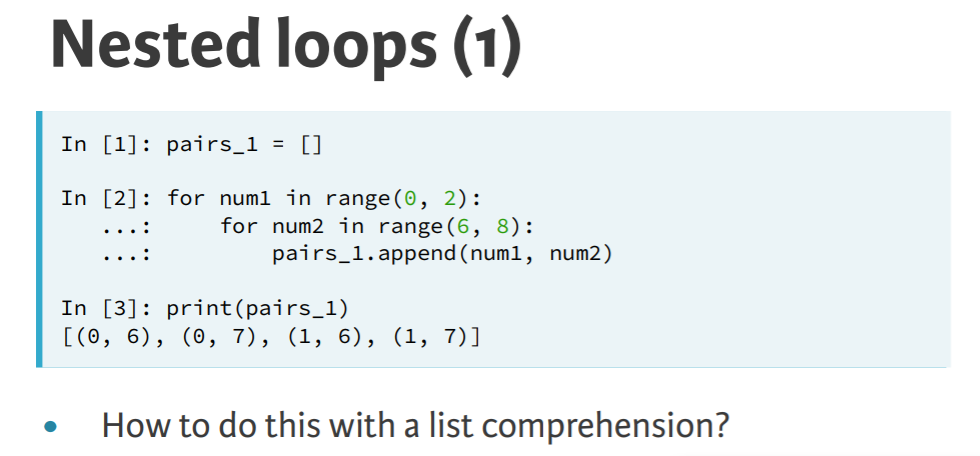 Nested loops (1)
In [1]: pairs_1 = []
In [2]: for num1 in range(0, 2):
   ...:     for num2 in range(6, 8):
   ...:         pairs_1.append(num1, num2)
In [3]: print(pairs_1)
[(0, 6), (0, 7), (1, 6), (1, 7)]
• How to do this with a list comprehension?